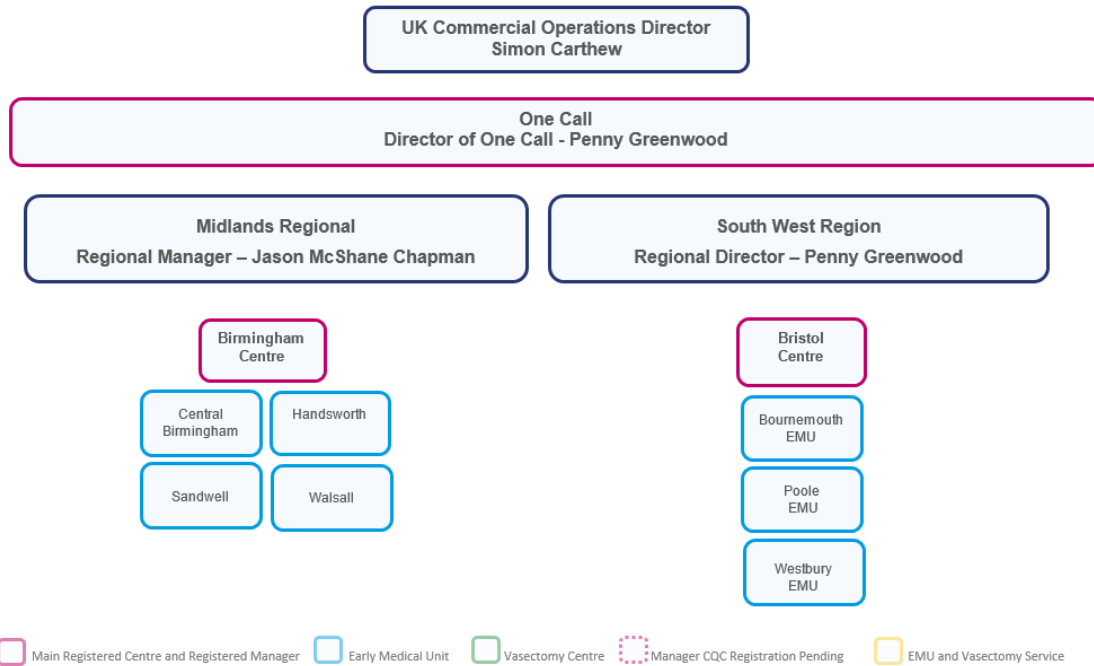 UK Commercial Operations Director
Simon Carthew
One Call
Director of One Call - Penny Greenwood
Midlands Regional
Regional Manager – Jason McShane Chapman
South West Region
Regional Director – Penny Greenwood
Birmingham
Centre
Central
Birmingham
Handsworth
Sandwell
Walsall
Bristol
Centre
Bournemouth
EMU
Poole
EMU
Westbury
EMU
Main Registered Centre and Registered Manager
Early Medical Unit
Vasectomy Centre
Manager CQC Registration Pending
EMU and Vasectomy Service